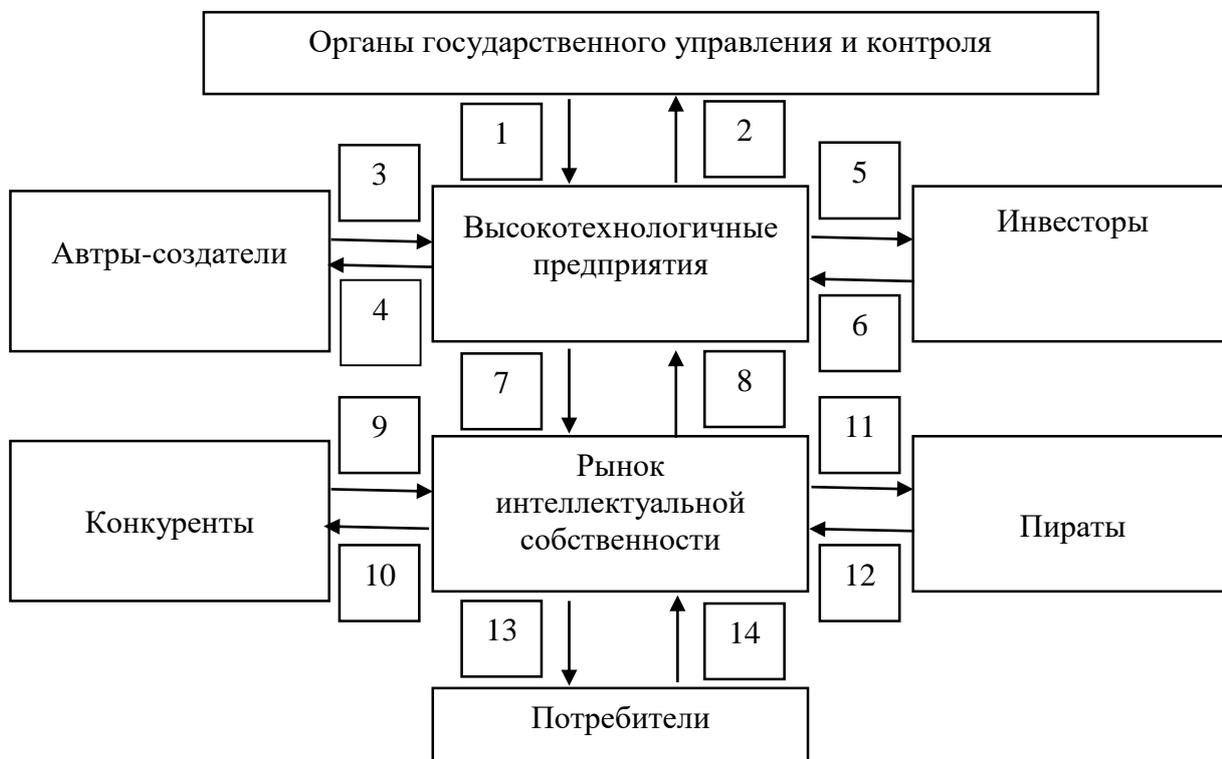 Органы государственного управления и контроля
1
2
3
5
Автры-создатели
Высокотехнологичные
предприятия
Инвесторы
4
6
7
8
9
11
Конкуренты
Рынок
интеллектуальной
собственности
Пираты
10
12
13
14
Потребители